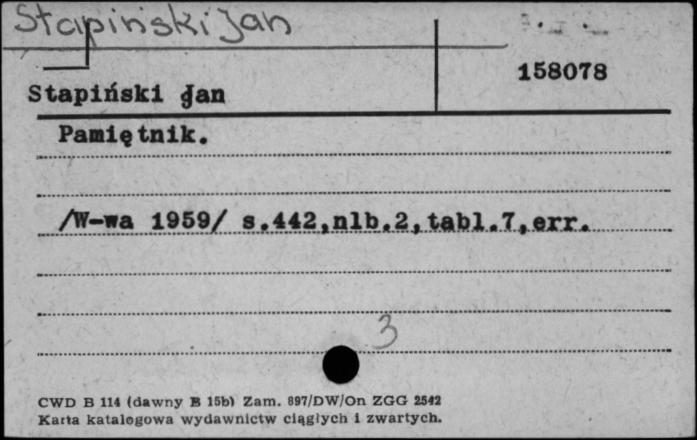 Stapiński Jan
158078
Stapiński Jan
Pamiętnik.
/W-wa 1959/ s.442,nlb.2,tabl.7,err.
3
CWD B 114 (dawny B 15b) Zam. 897/DW/On ZGG 2542
Karta katalogowa wydawnictw ciągłych i zwartych.